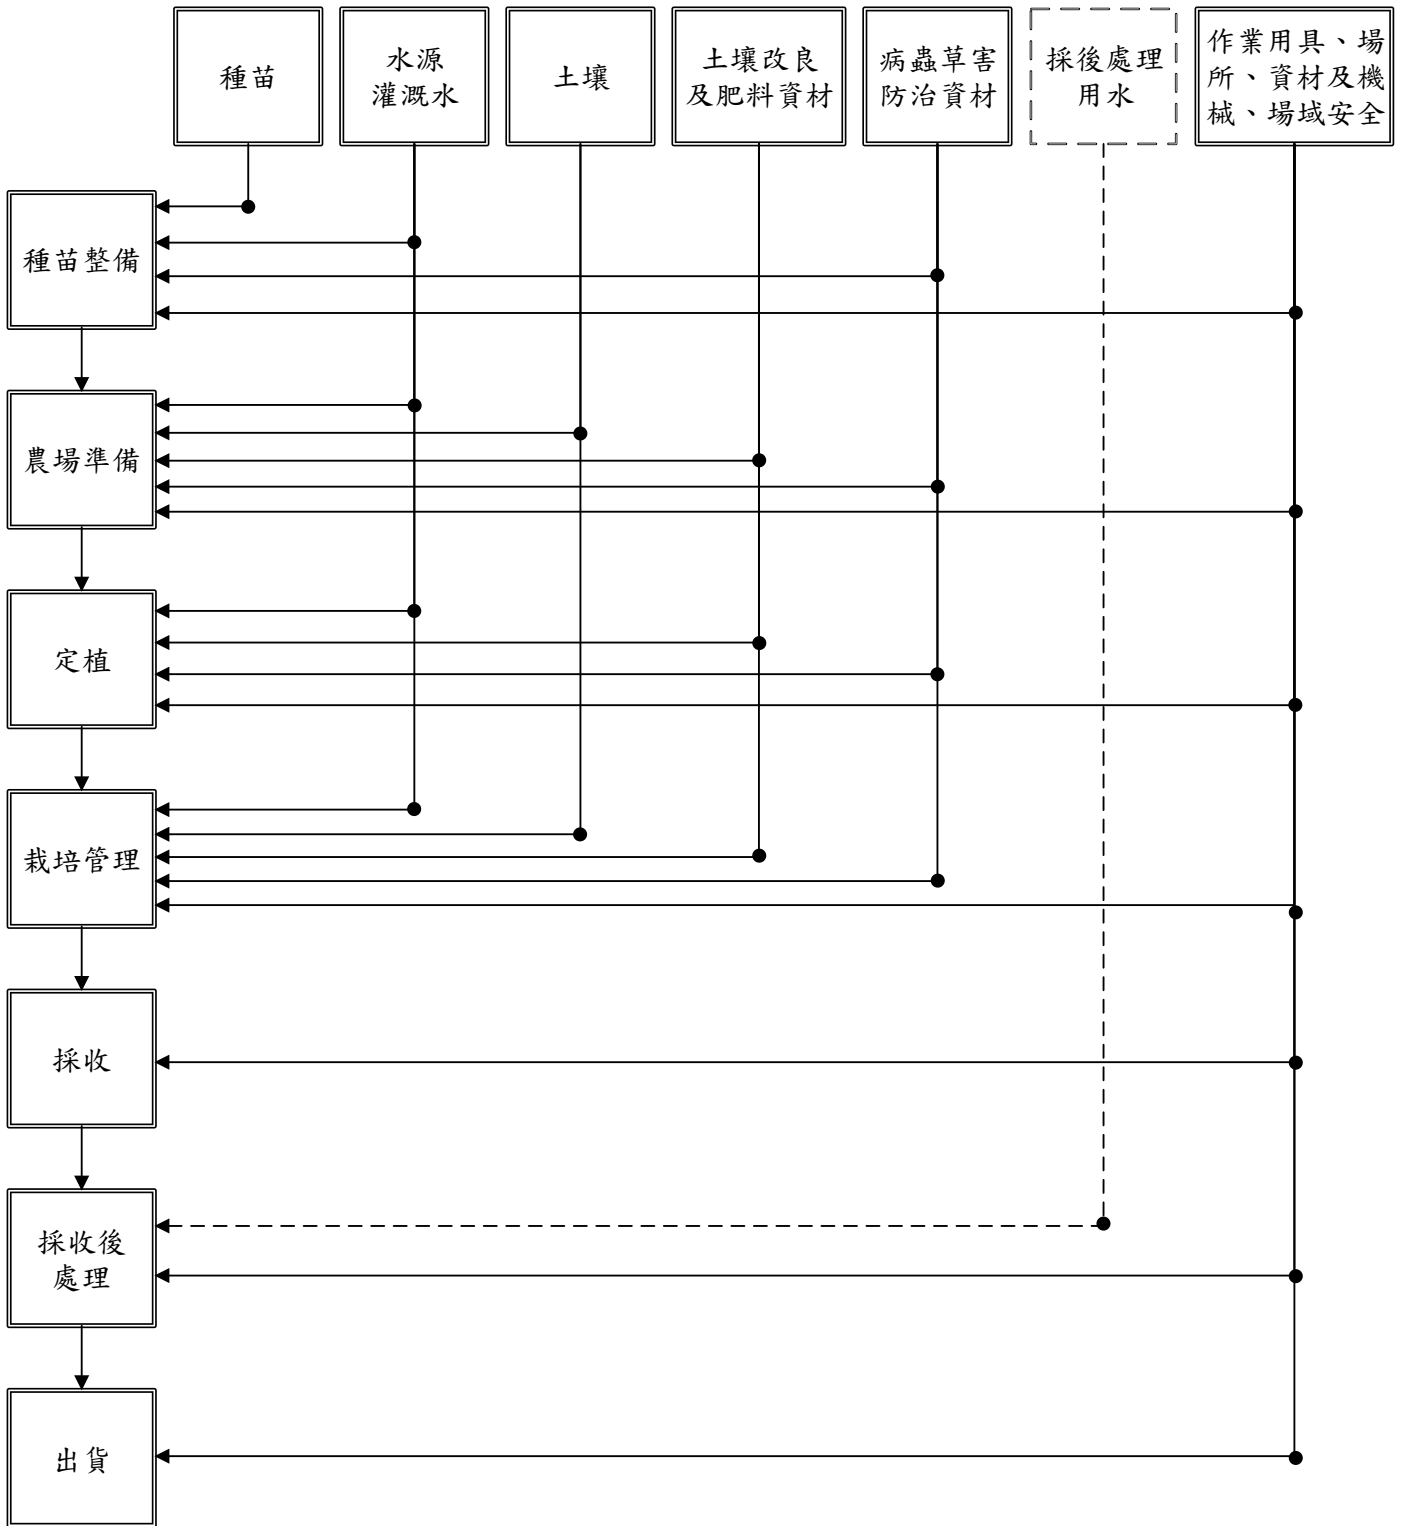 種苗
水源
灌溉水
土壤
土壤改良
及肥料資材
病蟲草害
防治資材
採後處理
用水
作業用具、場
所、資材及機
械、場域安全
種苗整備
農場準備
定植
栽培管理
採收
採收後
處理
出貨